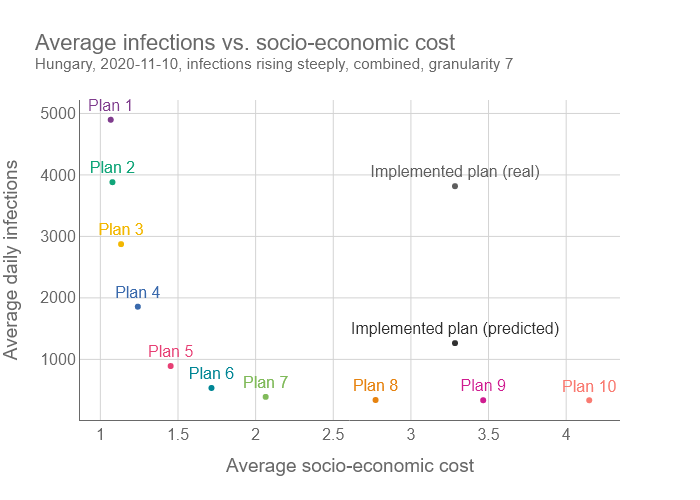 Average infections vs. socio-economic cost
Hungary, 2020-11-10, infections rising steeply, combined, granularity 7
Average daily infections
5000
4000
3000
2000
1000
Plan 1
Plan 2
Plan 3
Plan 4
Plan 5
Plan 6
Plan 7
Plan 8
Plan 9
Plan 10
Implemented plan (real)
Implemented plan (predicted)
1
1.5
2
2.5
3
3.5
4
Average socio-economic cost